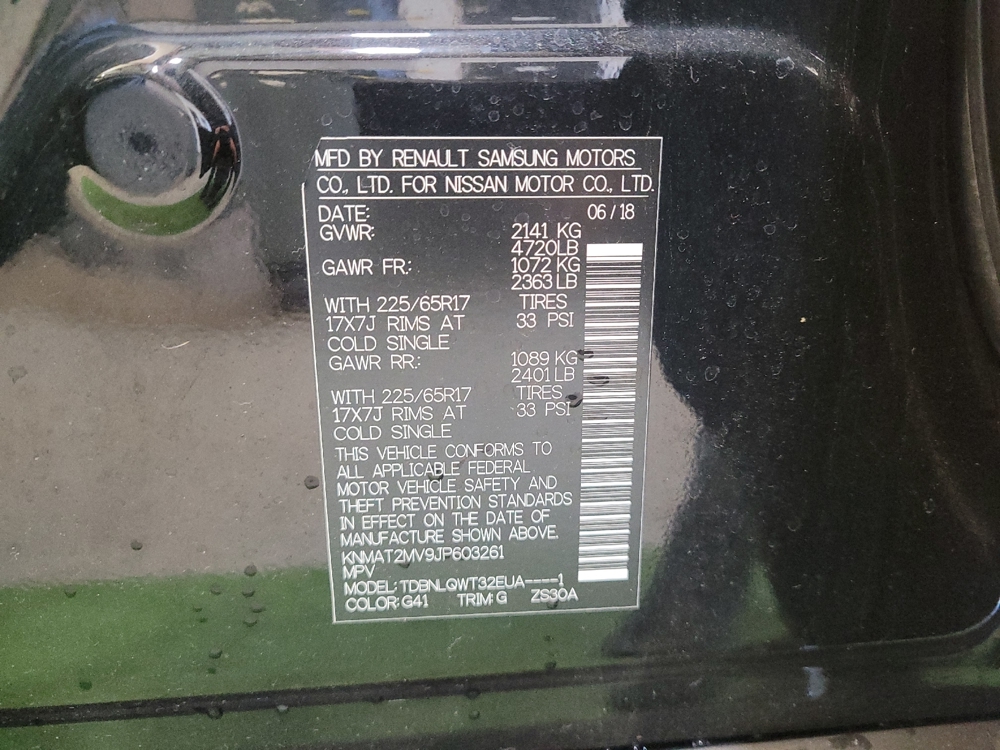 MFD BY RENAULT SAMSUNG MOTORS
CO., LTD. FOR NISSAN MOTOR CO., LTD.
DATE: 06 / 18
GVWR: 2141 KG
4720LB
GAWR FR: 1072 KG
2363 LB
WITH 225/65R17 TIRES
17X7J RIMS AT 33 PSI
COLD SINGLE
GAWR RR: 1089 KG
2401 LB
WITH 225/65R17 TIRES
17X7J RIMS AT 33 PSI
COLD SINGLE
THIS VEHICLE CONFORMS TO
ALL APPLICABLE FEDERAL
MOTOR VEHICLE SAFETY AND
THEFT PREVENTION STANDARDS
IN EFFECT ON THE DATE OF
MANUFACTURE SHOWN ABOVE.
KNMAT2MV9JP603261
MPV
MODEL: TDBNLQWT32EUA----1
COLOR: G41 TRIM: G ZS30A